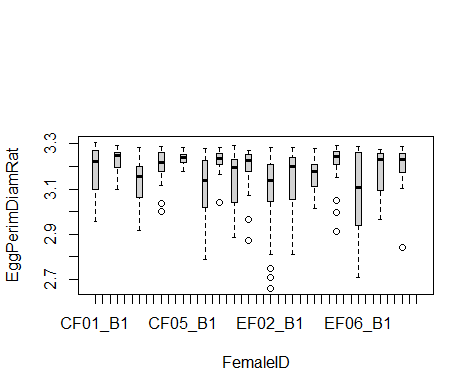 EggPerimDiamRat
3.3
3.1
2.9
2.7
CF01_B1 CF05_B1 EF02_B1 EF06_B1
FemaleID